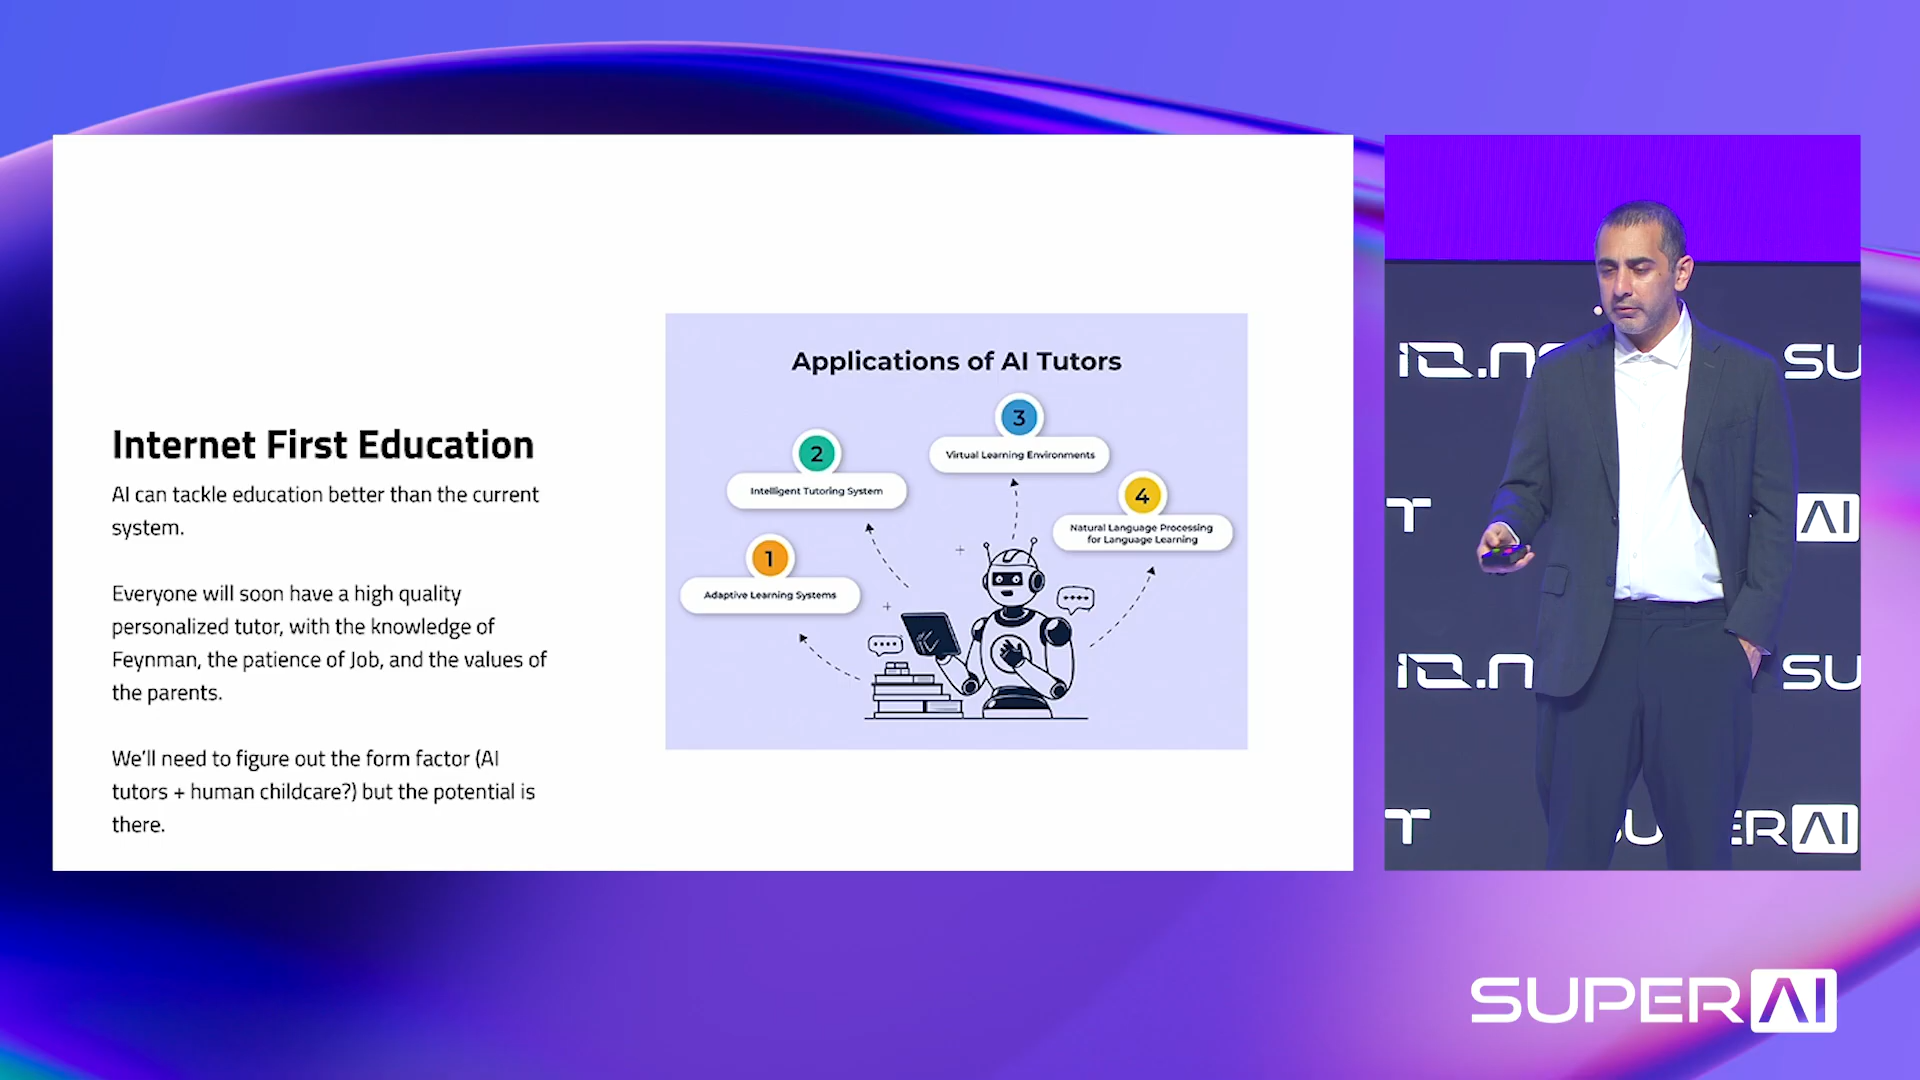 Internet First Education
AI can tackle education better than the current
system.
Everyone will soon have a high quality
personalized tutor, with the knowledge of
Feynman, the patience of Job, and the values of
the parents.
We'll need to figure out the form factor (AI
tutors + human childcare?) but the potential is
there.
Applications of AI Tutors
1
Adaptive Learning Systems
2
Intelligent Tutoring System
3
Virtual Learning Environments
4
Natural Language Processing
for Language Learning
SU
T
AI
SU
T
ERAI
SUPERAI